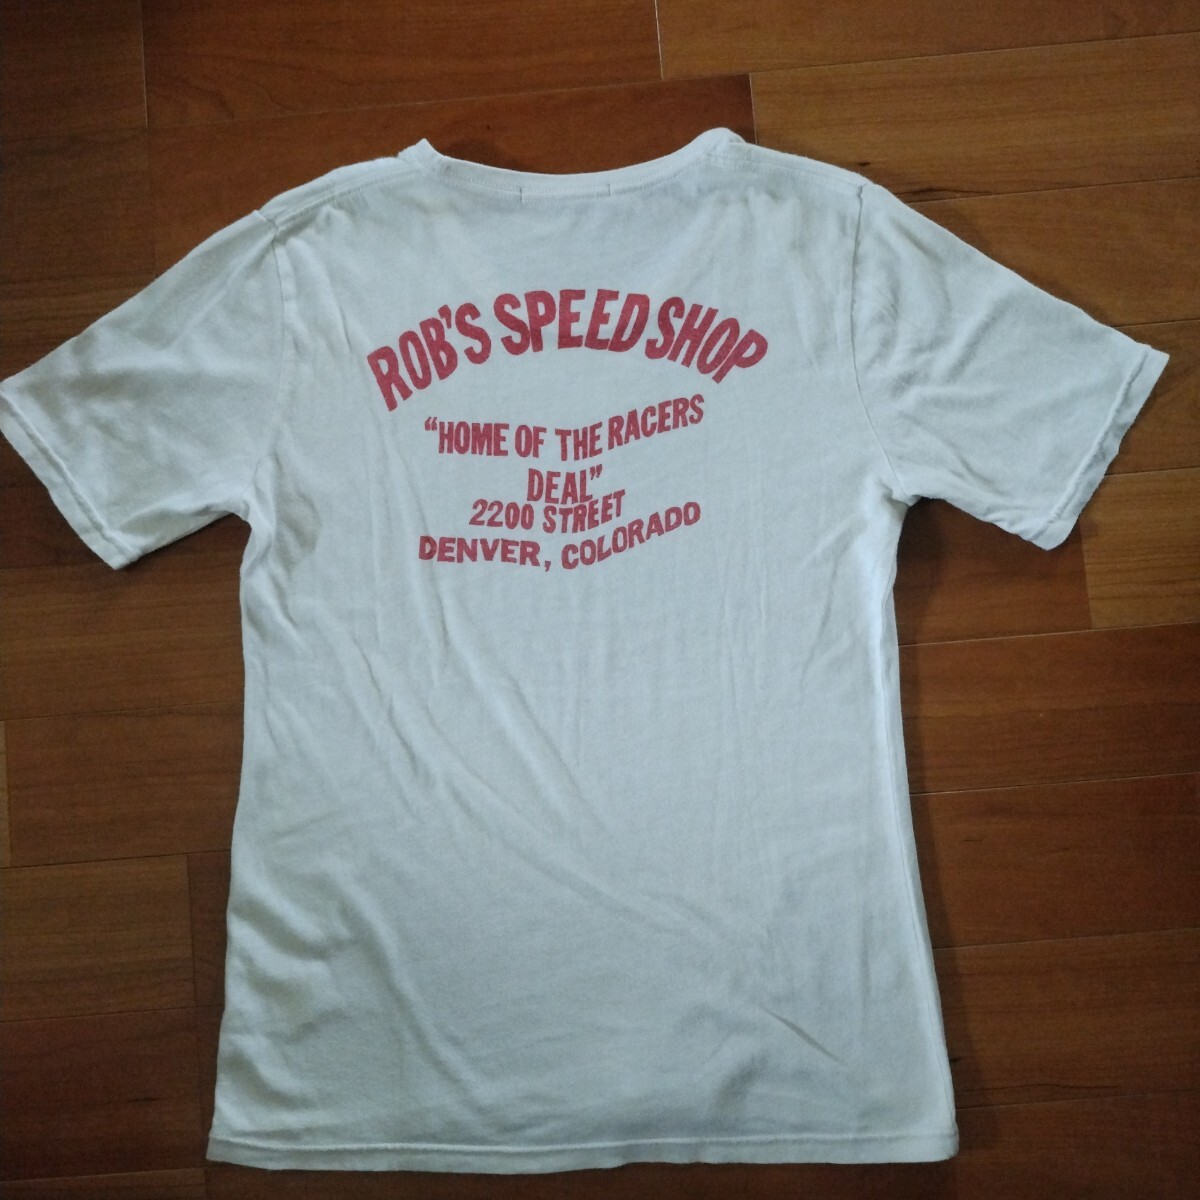 ROB'S SPEED SHOP
“HOME OF THE RACERS
DEAL”
2200 STREET
DENVER, COLORADO